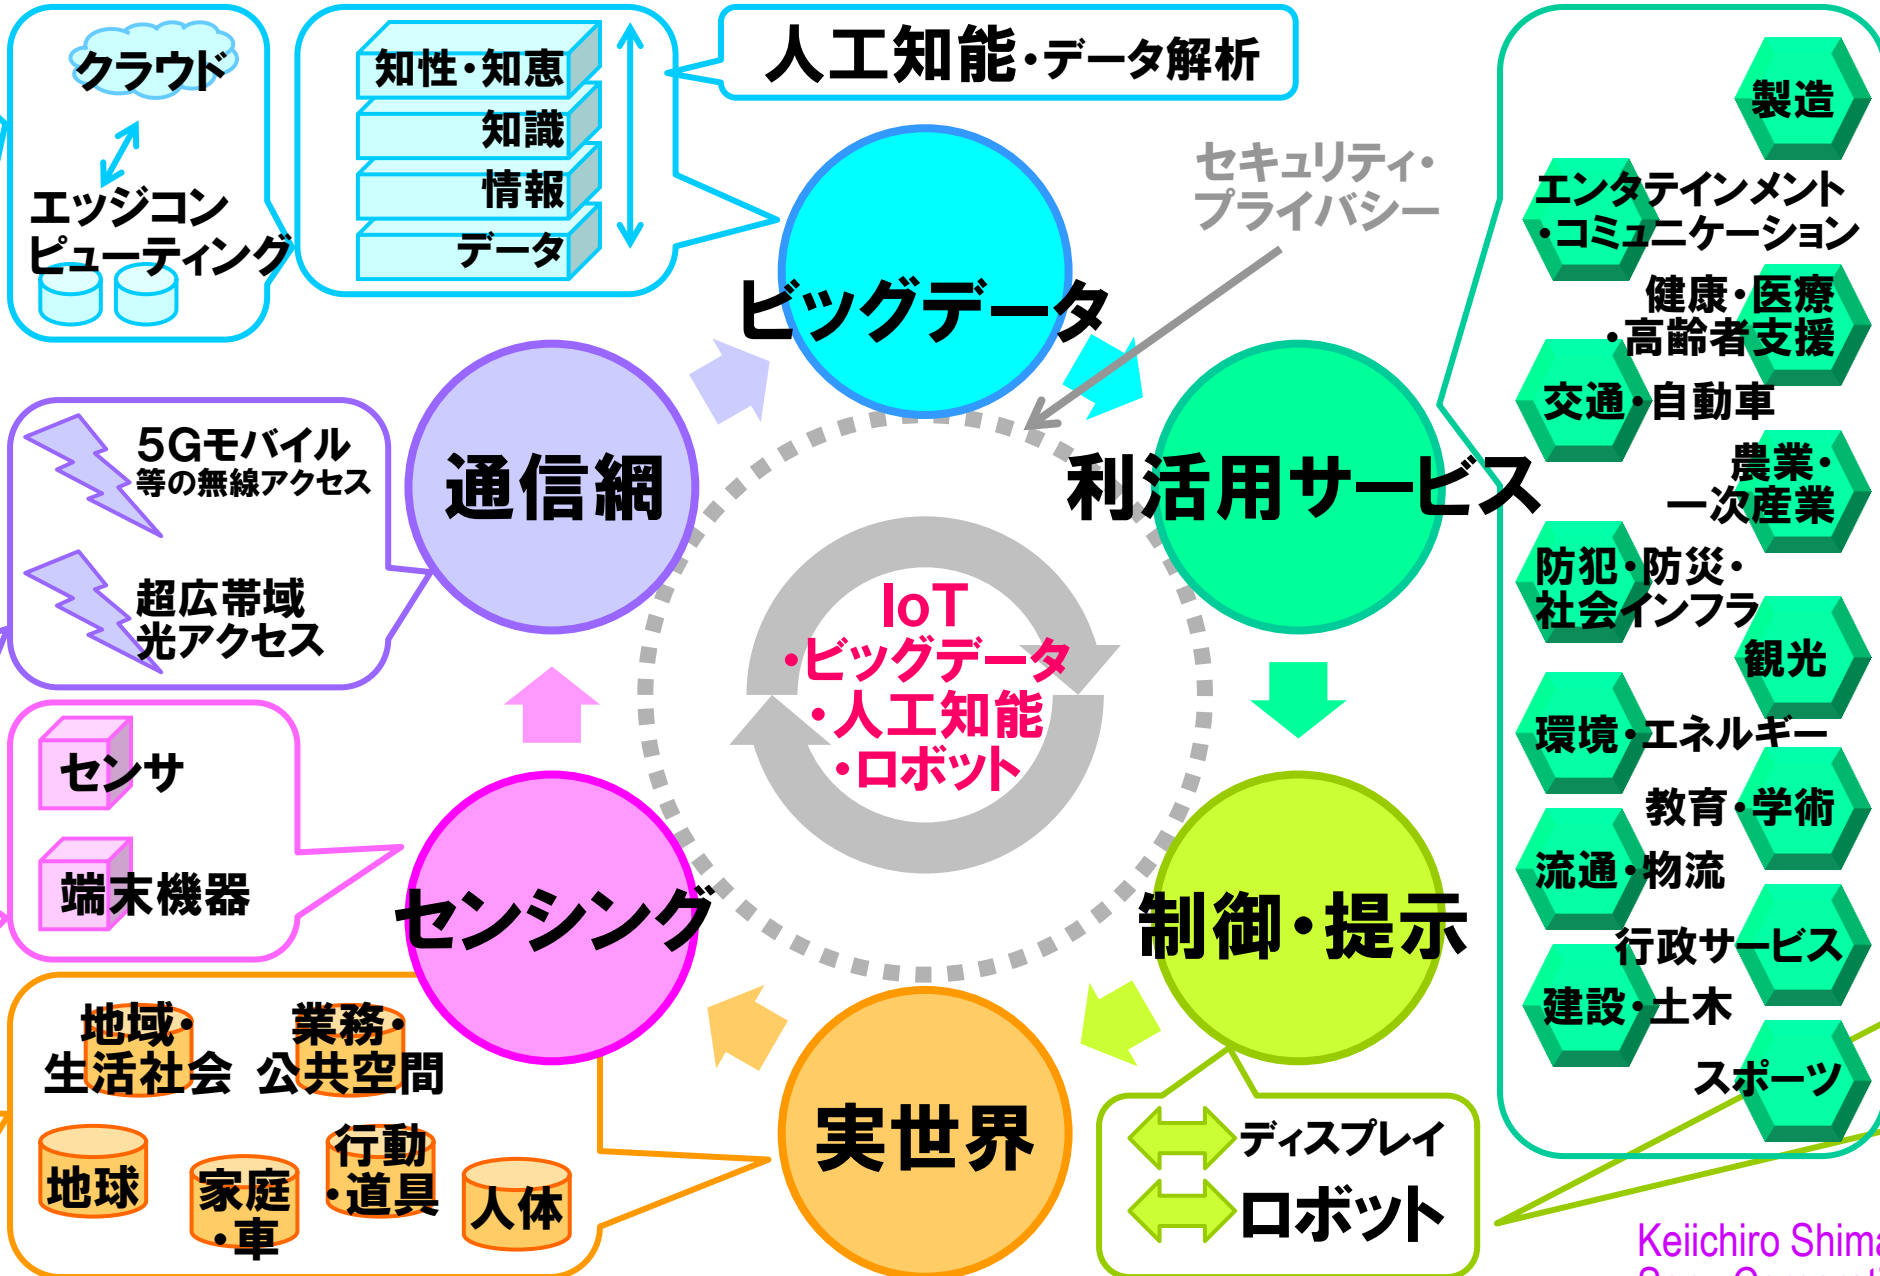 クラウド
エッジコン
ピューティング
知性・知恵
知識
情報
データ
人工知能・データ解析
セキュリティ・
プライバシー
ビッグデータ
通信網
利活用サービス
5Gモバイル
等の無線アクセス
超広帯域
光アクセス
IoT
・ビッグデータ
・人工知能
・ロボット
センサ
端末機器
センシング
制御・提示
実世界
地域・
生活社会
業務・
公共空間
地球
家庭
・車
行動
・道具
人体
ディスプレイ
ロボット
製造
エンタテインメント
・コミュニケーション
健康・医療
・高齢者支援
交通・自動車
農業・
一次産業
防犯・防災・
社会インフラ
観光
環境・エネルギー
教育・学術
流通・物流
行政サービス
建設・土木
スポーツ
Keiichiro